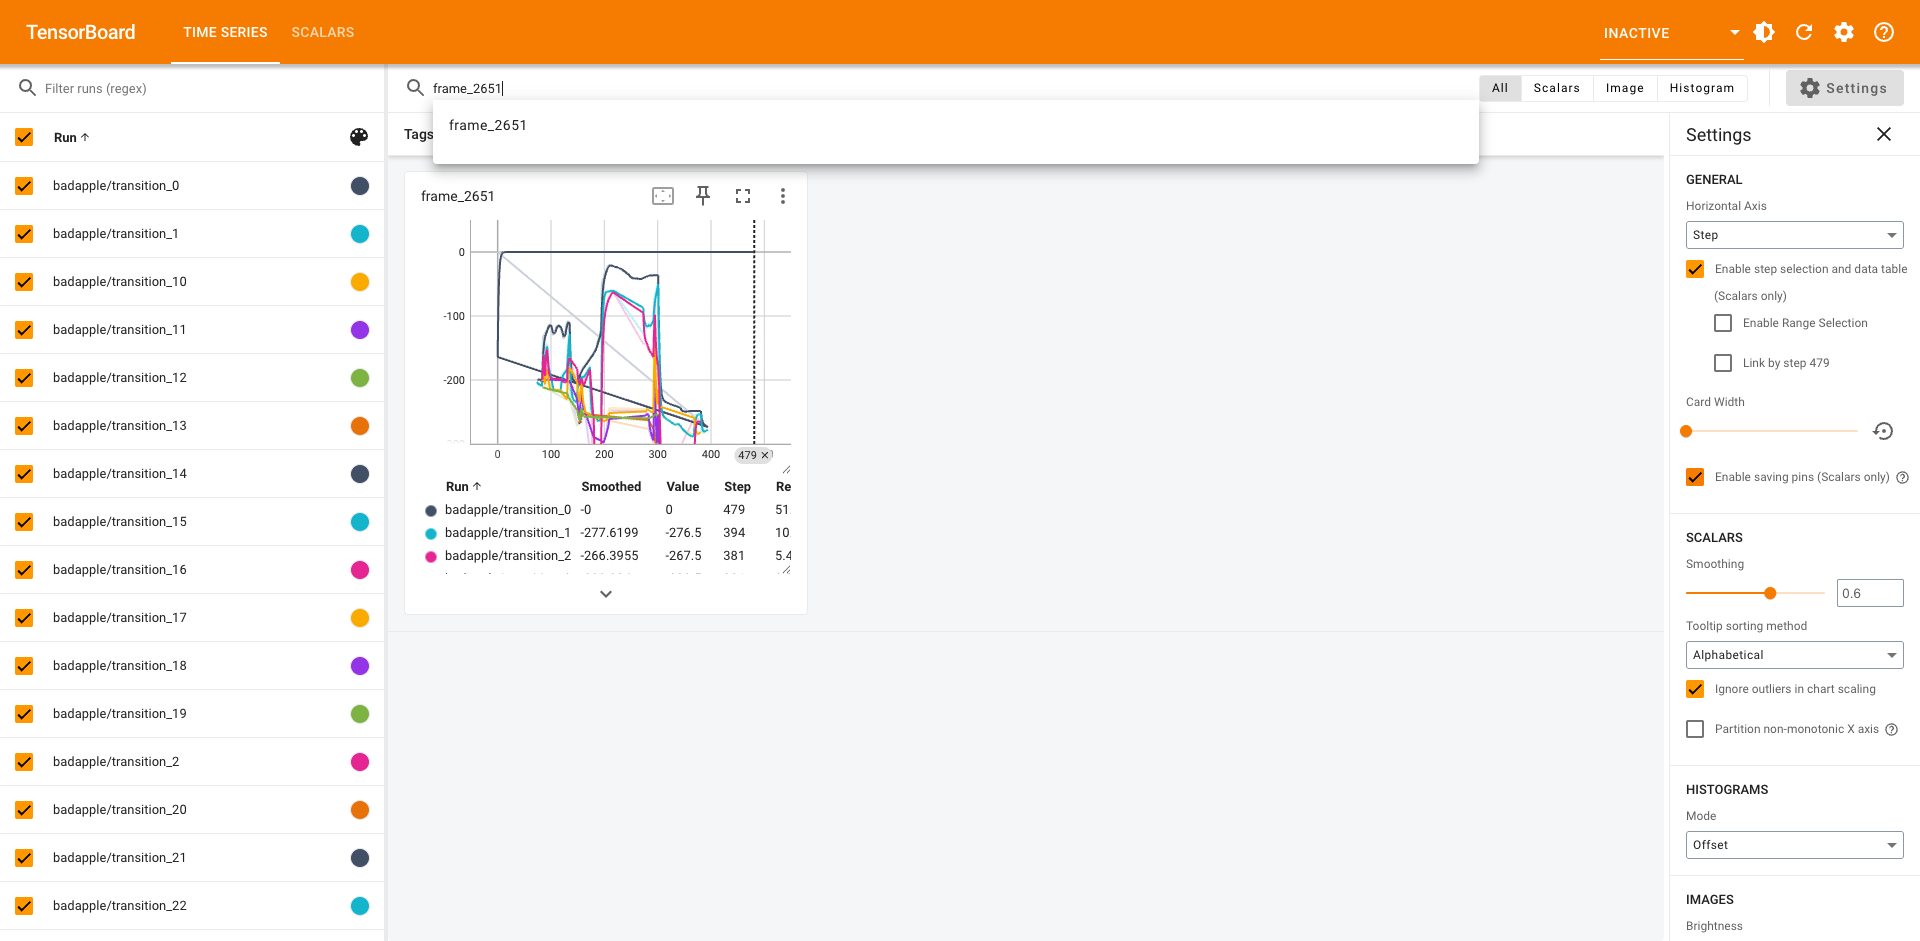 TensorBoard
TIME SERIES
SCALARS
INACTIVE
Filter runs (regex)
frame_2651
All
Scalars
Image
Histogram
Settings
frame_2651
Run
Tags
Settings
badapple/transition_0
badapple/transition_1
badapple/transition_10
badapple/transition_11
badapple/transition_12
badapple/transition_13
badapple/transition_14
badapple/transition_15
badapple/transition_16
badapple/transition_17
badapple/transition_18
badapple/transition_19
badapple/transition_2
badapple/transition_20
badapple/transition_21
badapple/transition_22
frame_2651
0
-100
-200
0 100 200 300 400 479
Run Smoothed Value Step Re
badapple/transition_0 -0 0 479 51.
badapple/transition_1 -277.6199 -276.5 394 10
badapple/transition_2 -266.3955 -267.5 381 5.4
GENERAL
Horizontal Axis
Step
Enable step selection and data table
(Scalars only)
Enable Range Selection
Link by step 479
Card Width
Enable saving pins (Scalars only)
SCALARS
Smoothing
0.6
Tooltip sorting method
Alphabetical
Ignore outliers in chart scaling
Partition non-monotonic X axis
HISTOGRAMS
Mode
Offset
IMAGES
Brightness